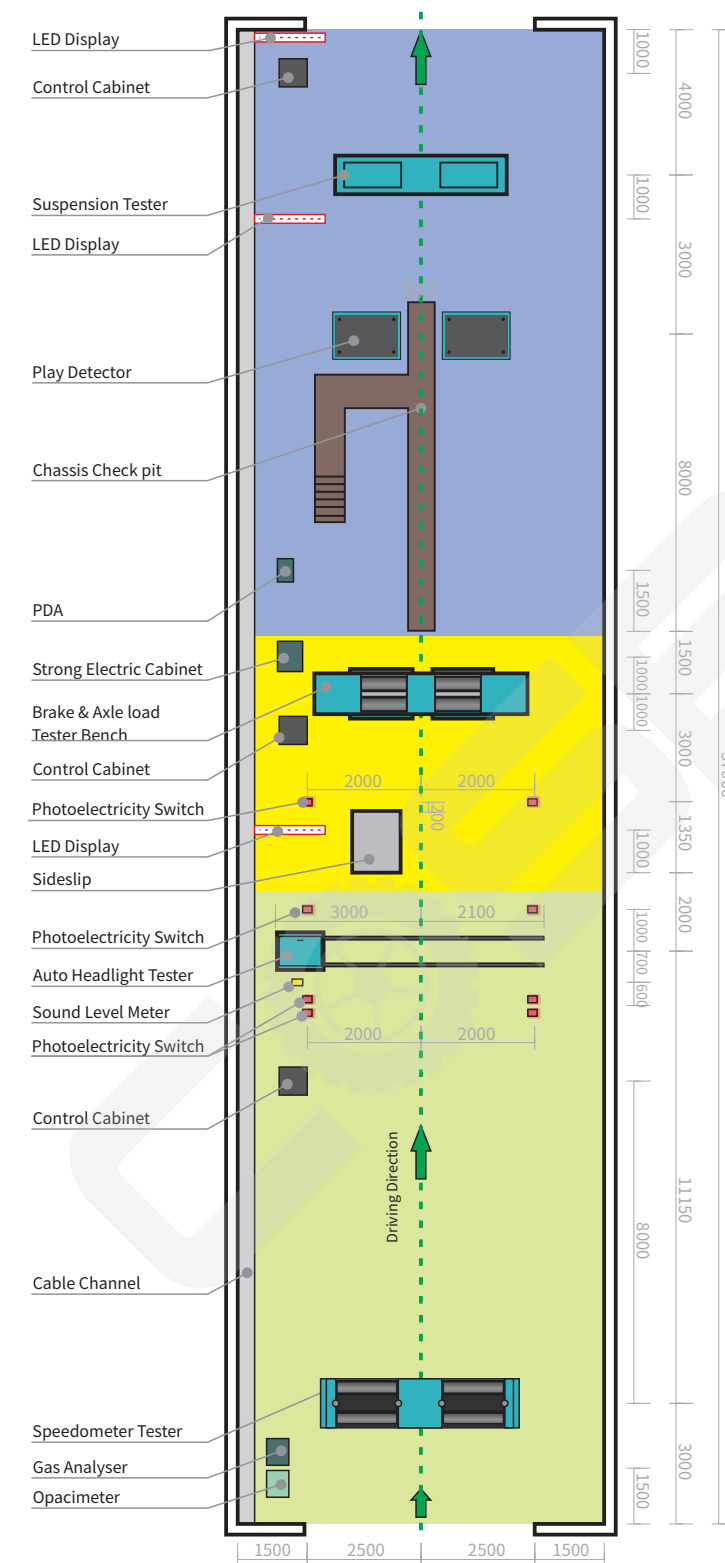 LED Display
Control Cabinet
Suspension Tester
LED Display
Play Detector
Chassis Check pit
PDA
Strong Electric Cabinet
Brake & Axle load
Tester Bench
Control Cabinet
Photoelectricity Switch
LED Display
Sideslip
Photoelectricity Switch
Auto Headlight Tester
Sound Level Meter
Photoelectricity Switch
Control Cabinet
Cable Channel
Speedometer Tester
Gas Analyser
Opacimeter
2000 2000
200
3000 2100
2000 2000
Driving Direction
1000
1000
1500
1000
1000
1000
1000
700
600
8000
1500
4000
3000
8000
1500
3000
1350
2000
11150
3000
1500 2500 2500 1500